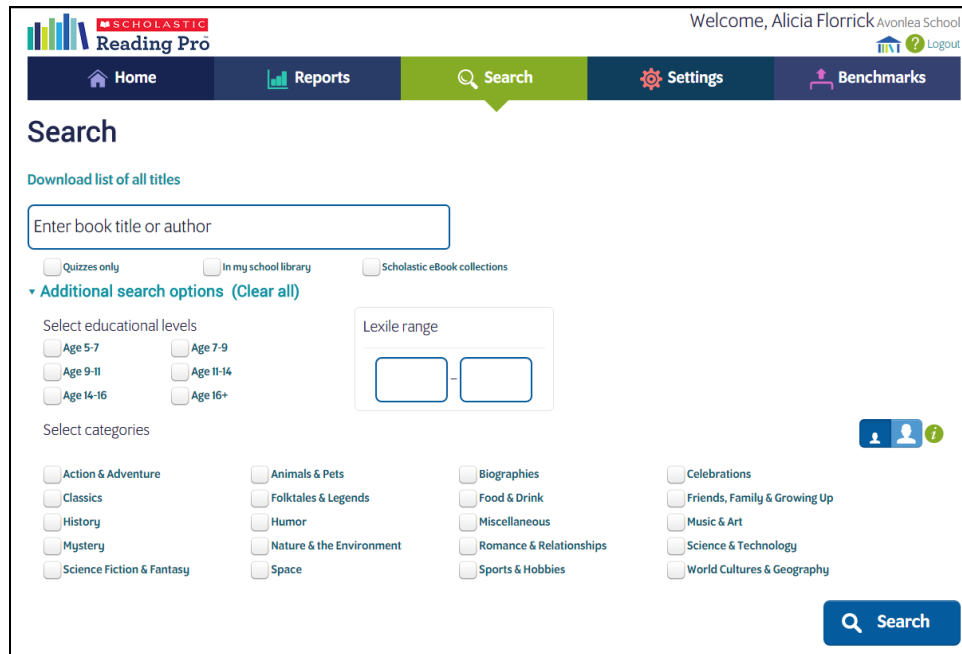 SCHOLASTIC
Reading Pro
Welcome, Alicia Florrick Avonlea School
? Logout
Home Reports Search Settings Benchmarks
Search
Download list of all titles
Enter book title or author
Quizzes only In my school library Scholastic eBook collections
Additional search options (Clear all)
Select educational levels Lexile range
Age 5-7 Age 7-9
Age 9-11 Age 11-14
–
Age 14-16 Age 16+
Select categories
i
Action & Adventure Animals & Pets Biographies Celebrations
Classics Folktales & Legends Food & Drink Friends, Family & Growing Up
History Humor Miscellaneous Music & Art
Mystery Nature & the Environment Romance & Relationships Science & Technology
Science Fiction & Fantasy Space Sports & Hobbies World Cultures & Geography
Search